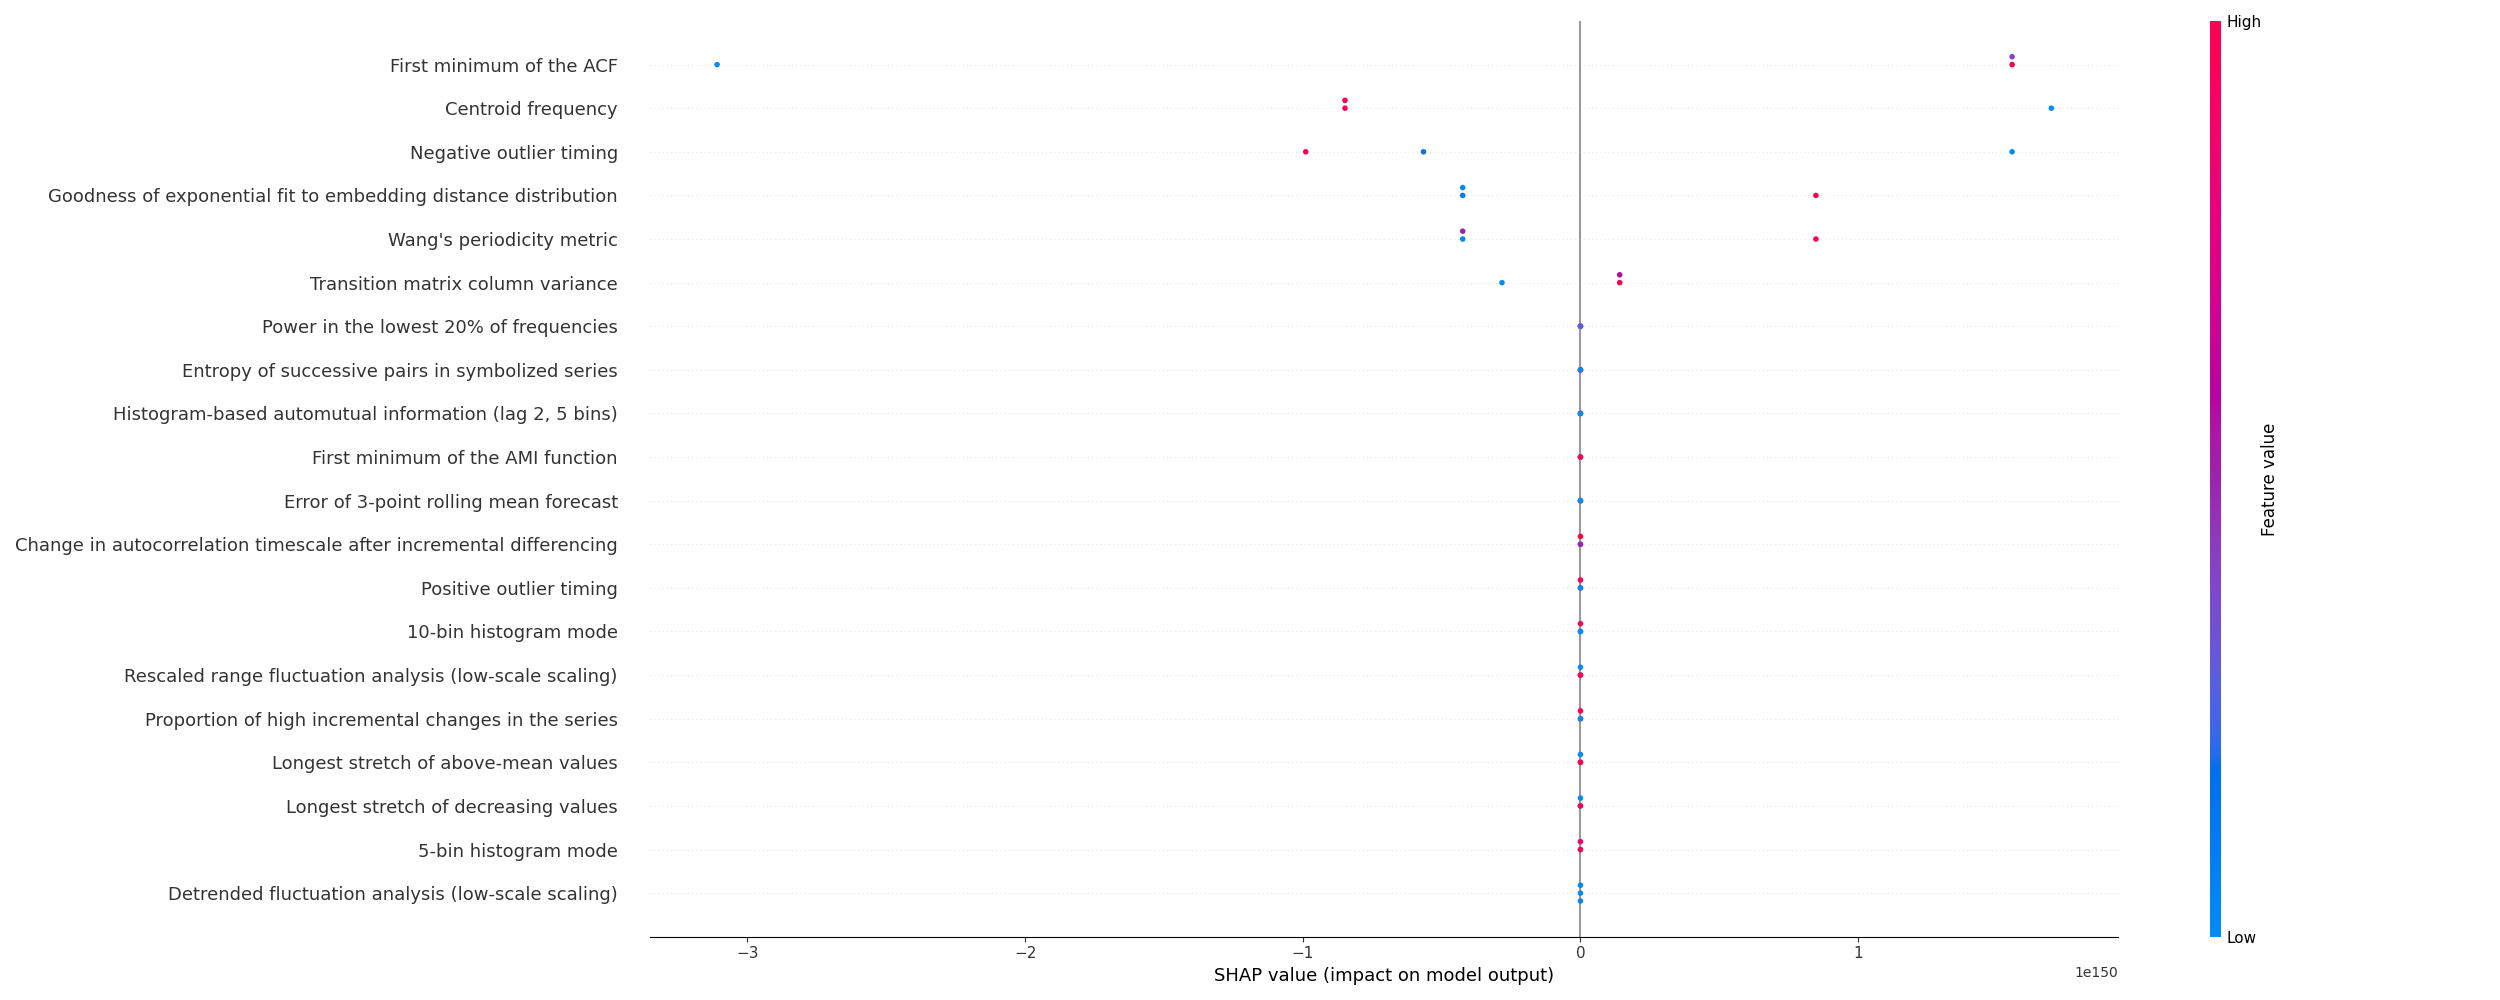 High
First minimum of the ACF
Centroid frequency
Negative outlier timing
Goodness of exponential fit to embedding distance distribution
Wang's periodicity metric
Transition matrix column variance
Power in the lowest 20% of frequencies
Entropy of successive pairs in symbolized series
Histogram-based automutual information (lag 2, 5 bins)
First minimum of the AMI function
Error of 3-point rolling mean forecast
Change in autocorrelation timescale after incremental differencing
Positive outlier timing
10-bin histogram mode
Rescaled range fluctuation analysis (low-scale scaling)
Proportion of high incremental changes in the series
Longest stretch of above-mean values
Longest stretch of decreasing values
5-bin histogram mode
Detrended fluctuation analysis (low-scale scaling)
Feature value
Low
−3 −2 −1 0 1
1e150
SHAP value (impact on model output)